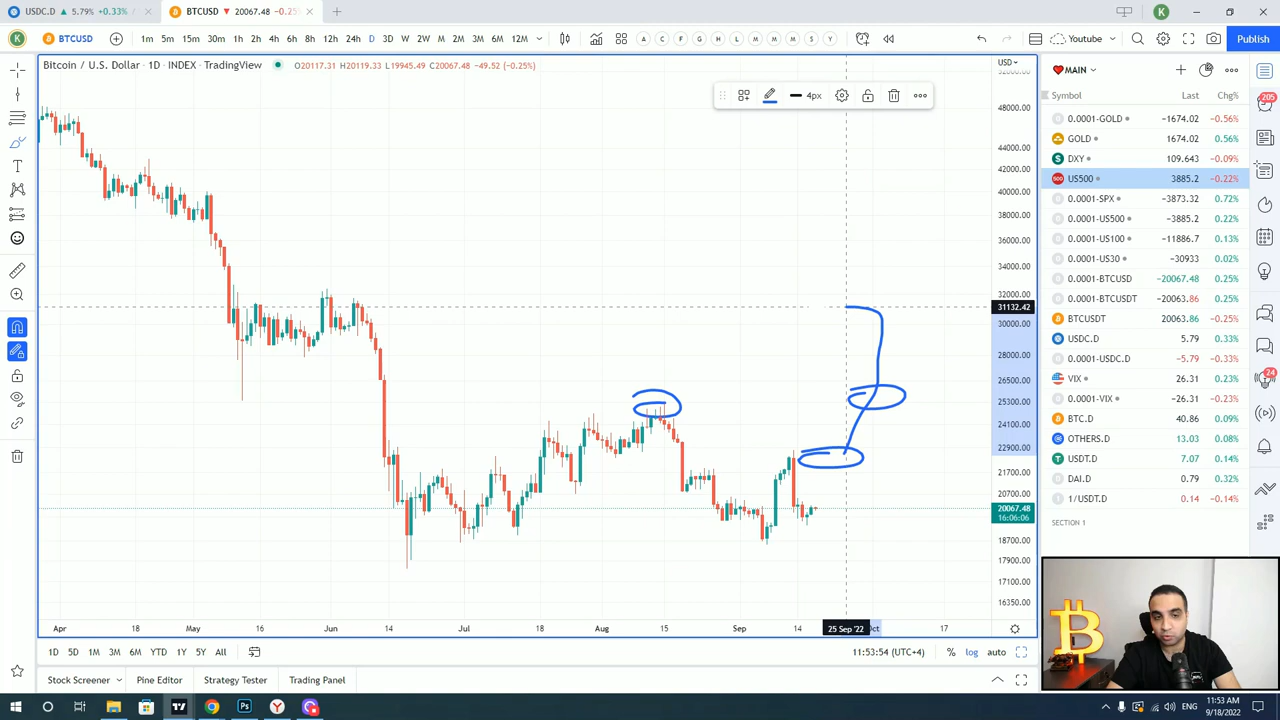 USDC.D ▲ 5.79% +0.33%
BTCUSD ▼ 20067.48 −0.25
K
K BTCUSD 1m 5m 15m 30m 1h 2h 4h 6h 8h 12h 24h D 3D W 2W M 2M 3M 6M 12M A C F G H L M M M S Y Youtube Publish
Bitcoin / U.S. Dollar · 1D · INDEX · TradingView O20117.31 H20119.33 L19945.49 C20067.48 −49.52 (−0.25%)
4px
USD
48000.00
44000.00
42000.00
40000.00
38000.00
36000.00
34000.00
32000.00
31132.42
30000.00
28000.00
26500.00
25300.00
24100.00
22900.00
21700.00
20700.00
20067.48
16:06:06
18700.00
17900.00
17100.00
16350.00
Apr 18 May 16 Jun 14 Jul 18 Aug 15 Sep 14 25 Sep '22 Oct 17
1D 5D 1M 3M 6M YTD 1Y 5Y All 11:53:54 (UTC+4) % log auto
Stock Screener Pine Editor Strategy Tester Trading Panel
MAIN
Symbol Last Chg%
0.0001-GOLD −1674.02 −0.56%
GOLD 1674.02 0.56%
DXY 109.643 −0.09%
US500 3885.2 −0.22%
0.0001-SPX −3873.32 0.72%
0.0001-US500 −3885.2 0.22%
0.0001-US100 −11886.7 0.13%
0.0001-US30 −30933 0.02%
0.0001-BTCUSD −20067.48 0.25%
0.0001-BTCUSDT −20063.86 0.25%
BTCUSDT 20063.86 −0.25%
USDC.D 5.79 0.33%
0.0001-USDC.D −5.79 −0.33%
VIX 26.31 0.23%
0.0001-VIX −26.31 −0.23%
BTC.D 40.86 0.09%
OTHERS.D 13.03 0.08%
USDT.D 7.07 0.14%
DAI.D 0.79 0.32%
1/USDT.D 0.14 −0.14%
SECTION 1
205
24
Ps
ENG
11:53 AM
9/18/2022